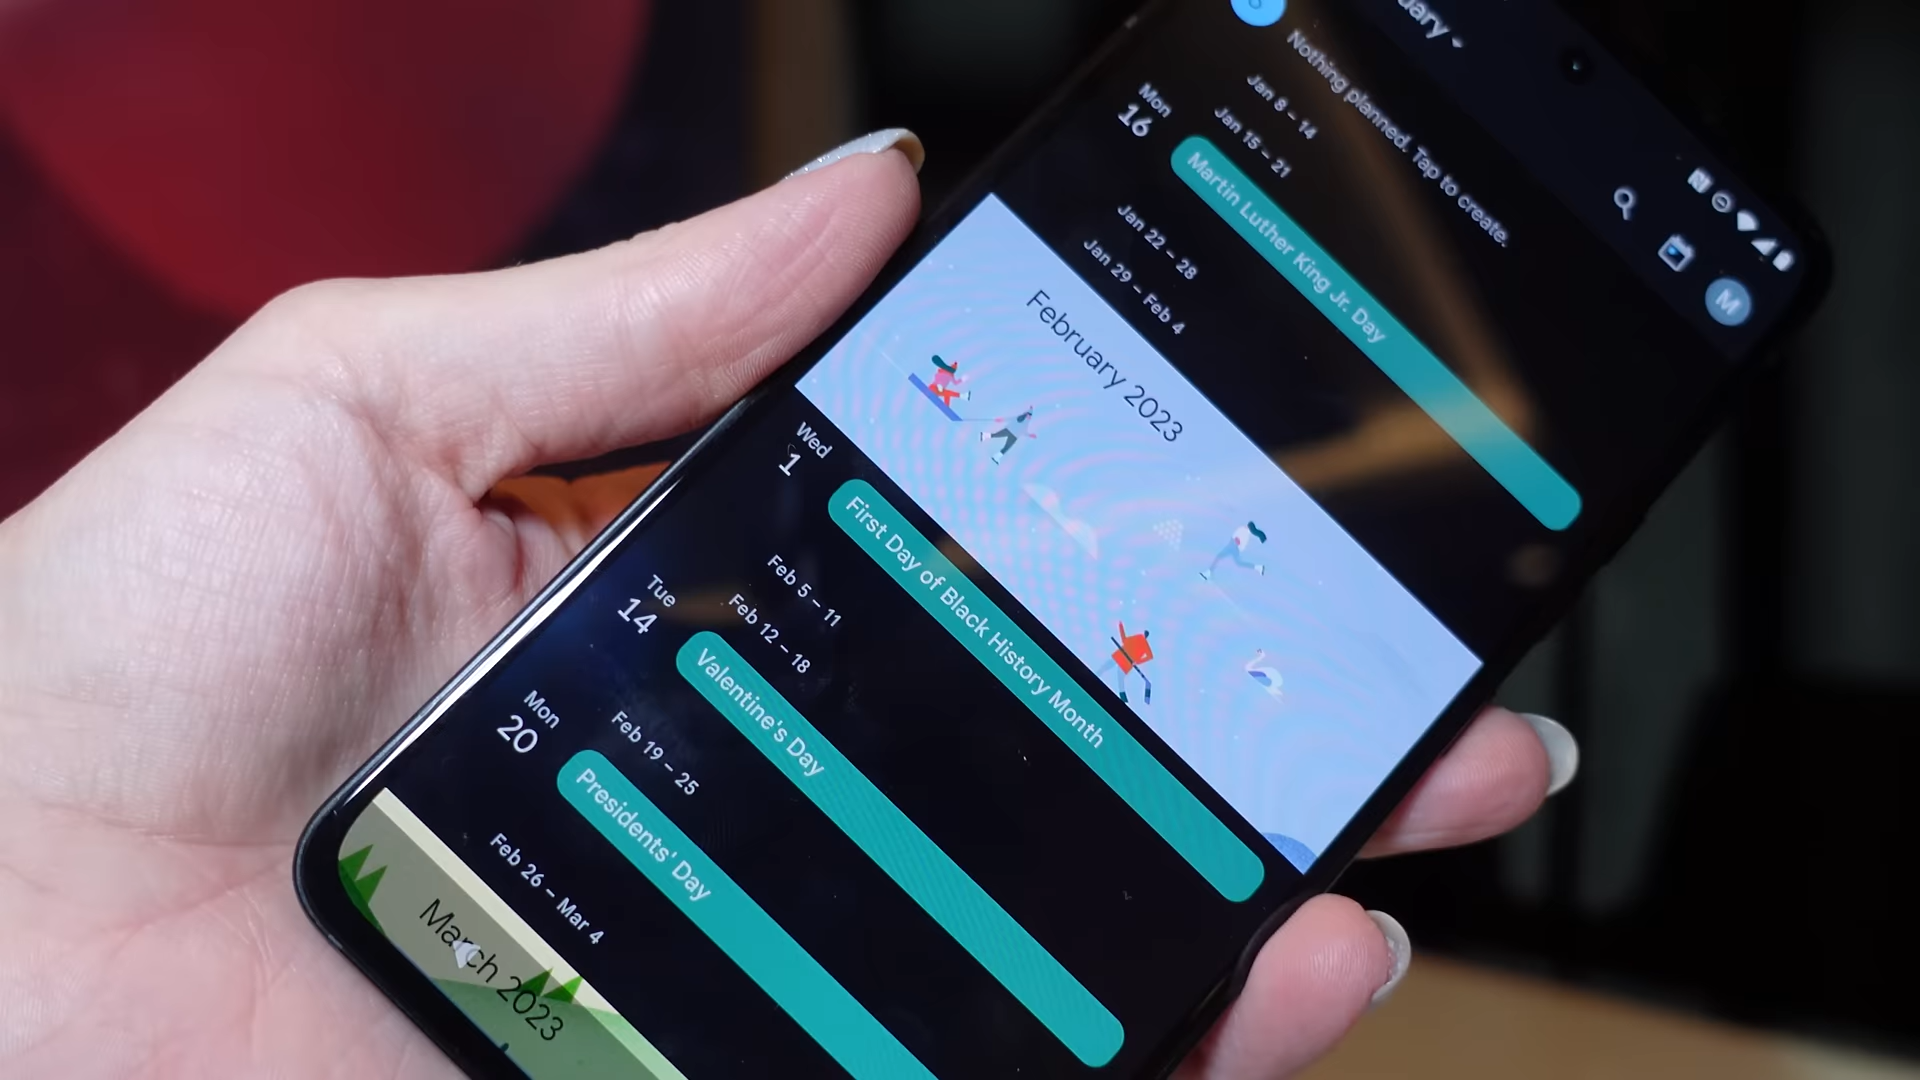 Nothing planned. Tap to create.
M
Jan 8 – 14
Jan 15 – 21
Mon
16
Martin Luther King Jr. Day
Jan 22 – 28
Jan 29 – Feb 4
February 2023
Wed
1
First Day of Black History Month
Feb 5 – 11
Feb 12 – 18
Tue
14
Valentine's Day
Feb 19 – 25
Mon
20
Presidents' Day
Feb 26 – Mar 4
March 2023